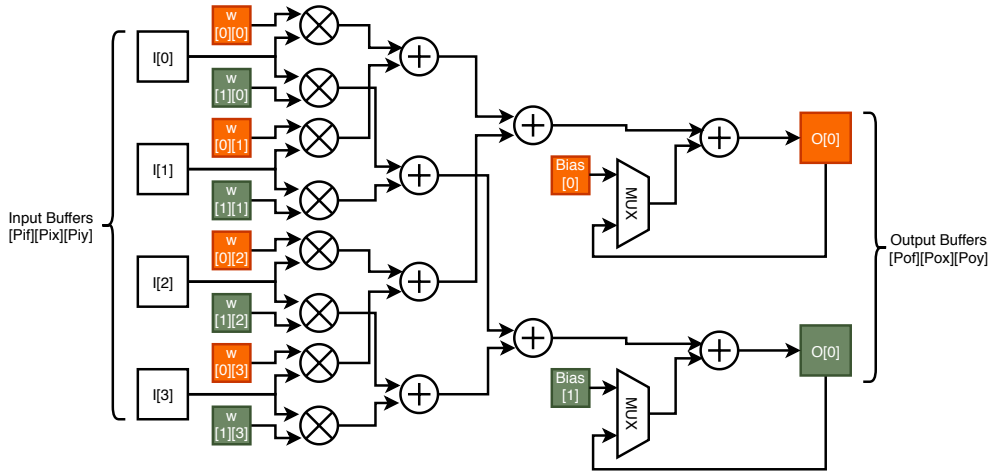 w
[0][0]
I[0]
w
[1][0]
w
[0][1]
I[1]
w
[1][1]
Input Buffers
[Pif][Pix][Piy]
w
[0][2]
I[2]
w
[1][2]
w
[0][3]
I[3]
w
[1][3]
Bias
[0]
MUX
O[0]
Output Buffers
[Pof][Pox][Poy]
Bias
[1]
MUX
O[0]